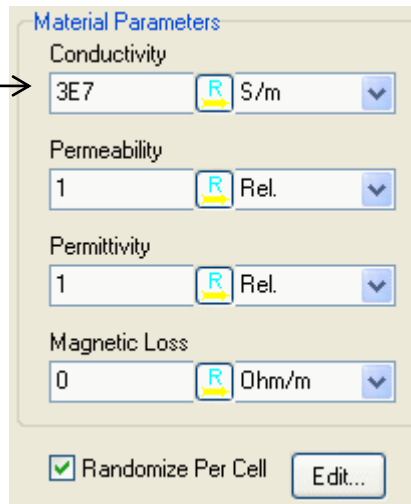 Material Parameters
Conductivity
3E7 R S/m
Permeability
1 R Rel.
Permittivity
1 R Rel.
Magnetic Loss
0 R Ohm/m
Randomize Per Cell Edit...